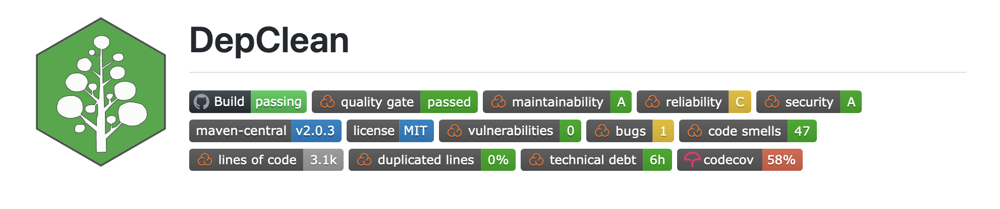 DepClean
Build passing quality gate passed maintainability A reliability C security A
maven-central v2.0.3 license MIT vulnerabilities 0 bugs 1 code smells 47
lines of code 3.1k duplicated lines 0% technical debt 6h codecov 58%